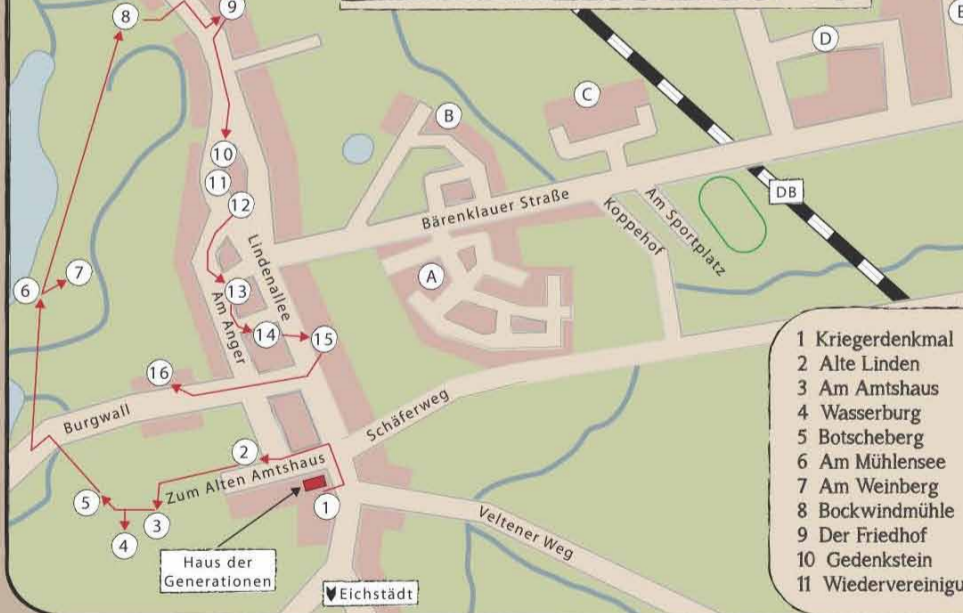 8
9
D
C
B
10
11
12
DB
Bärenklauer Straße
Koppehof
Am Sportplatz
Lindenallee
A
7
6
13
14
15
Am Anger
16
Burgwall
Schäferweg
2
Zum Alten Amtshaus
1
5
3
4
Veltener Weg
Haus der
Generationen
Eichstädt
1 Kriegerdenkmal
2 Alte Linden
3 Am Amtshaus
4 Wasserburg
5 Botscheberg
6 Am Mühlensee
7 Am Weinberg
8 Bockwindmühle
9 Der Friedhof
10 Gedenkstein
11 Wiedervereinigu